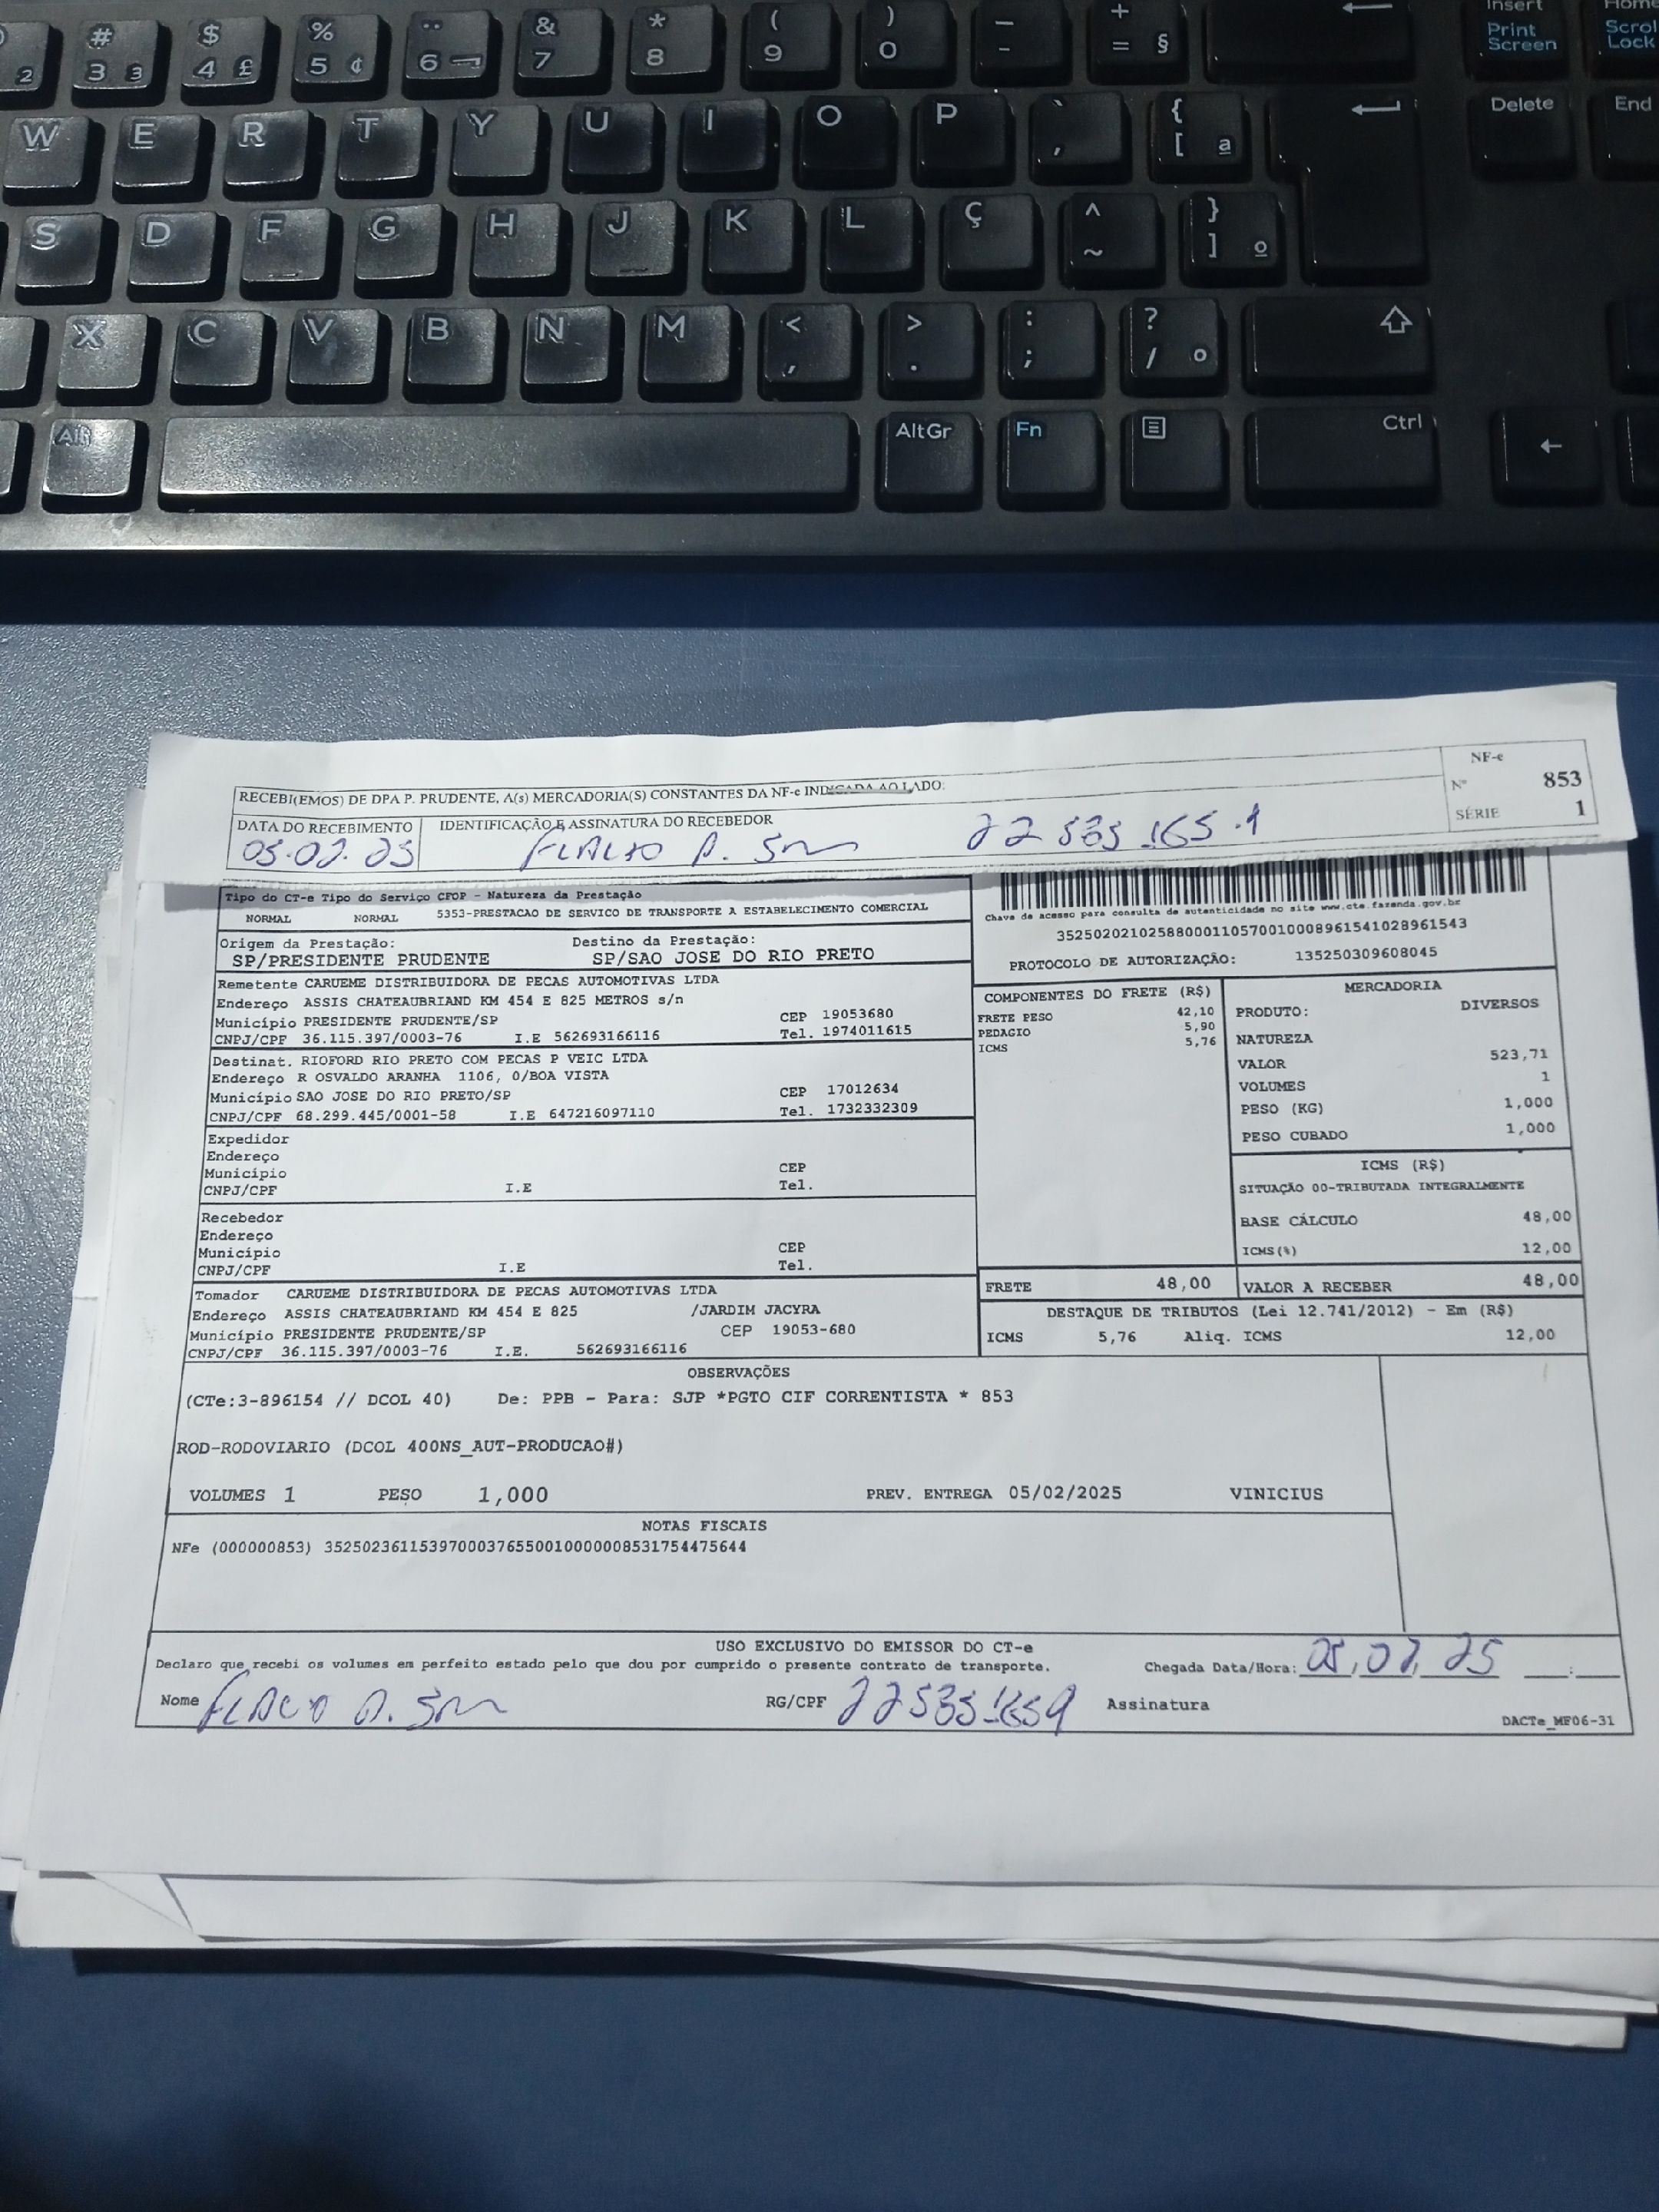 # $ % ¨ & * ( ) _ + Insert Home
2 3 3 4 £ 5 ¢ 6 ¬ 7 8 9 0 - = § Print Screen Scrol Lock
W E R T Y U I O P ` ´ { [ ª Delete End
S D F G H J K L Ç ^ ~ } ] º
X C V B N M < , > . : ; ? / °
Alt AltGr Fn Ctrl
RECEBI(EMOS) DE DPA P. PRUDENTE, A(s) MERCADORIA(S) CONSTANTES DA NF-e INDICADA AO LADO:
NF-e
Nº 853
SÉRIE 1
DATA DO RECEBIMENTO IDENTIFICAÇÃO E ASSINATURA DO RECEBEDOR
05.02.25 FLAVIO A.
Tipo do CT-e Tipo do Serviço CFOP - Natureza da Prestação
NORMAL NORMAL 5353-PRESTACAO DE SERVICO DE TRANSPORTE A ESTABELECIMENTO COMERCIAL
Chave de acesso para consulta de autenticidade no site www.cte.fazenda.gov.br
35250202102588000110570010008961541028961543
PROTOCOLO DE AUTORIZAÇÃO: 135250309608045
Origem da Prestação: Destino da Prestação:
SP/PRESIDENTE PRUDENTE SP/SAO JOSE DO RIO PRETO
Remetente CARUEME DISTRIBUIDORA DE PECAS AUTOMOTIVAS LTDA
Endereço ASSIS CHATEAUBRIAND KM 454 E 825 METROS s/n
Município PRESIDENTE PRUDENTE/SP CEP 19053680
CNPJ/CPF 36.115.397/0003-76 I.E 562693166116 Tel. 1974011615
Destinat. RIOFORD RIO PRETO COM PECAS P VEIC LTDA
Endereço R OSVALDO ARANHA 1106, 0/BOA VISTA
Município SAO JOSE DO RIO PRETO/SP CEP 17012634
CNPJ/CPF 68.299.445/0001-58 I.E 647216097110 Tel. 1732332309
Expedidor
Endereço
Município CEP
CNPJ/CPF I.E Tel.
Recebedor
Endereço
Município CEP
CNPJ/CPF I.E Tel.
Tomador CARUEME DISTRIBUIDORA DE PECAS AUTOMOTIVAS LTDA
Endereço ASSIS CHATEAUBRIAND KM 454 E 825 /JARDIM JACYRA
Município PRESIDENTE PRUDENTE/SP CEP 19053-680
CNPJ/CPF 36.115.397/0003-76 I.E. 562693166116
COMPONENTES DO FRETE (R$)
FRETE PESO 42,10
PEDAGIO 5,90
ICMS 5,76
MERCADORIA
PRODUTO: DIVERSOS
NATUREZA
VALOR 523,71
VOLUMES 1
PESO (KG) 1,000
PESO CUBADO 1,000
ICMS (R$)
SITUAÇÃO 00-TRIBUTADA INTEGRALMENTE
BASE CÁLCULO 48,00
ICMS(%) 12,00
FRETE 48,00 VALOR A RECEBER 48,00
DESTAQUE DE TRIBUTOS (Lei 12.741/2012) - Em (R$)
ICMS 5,76 Aliq. ICMS 12,00
OBSERVAÇÕES
(CTe:3-896154 // DCOL 40) De: PPB - Para: SJP *PGTO CIF CORRENTISTA * 853
ROD-RODOVIARIO (DCOL 400NS_AUT-PRODUCAO#)
VOLUMES 1 PESO 1,000 PREV. ENTREGA 05/02/2025 VINICIUS
NOTAS FISCAIS
NFe (000000853) 35250236115397000376550010000008531754475644
USO EXCLUSIVO DO EMISSOR DO CT-e
Declaro que recebi os volumes em perfeito estado pelo que dou por cumprido o presente contrato de transporte.
Chegada Data/Hora: 05,02,25 :
Nome FLAVIO A. RG/CPF Assinatura
DACTe_MF06-31